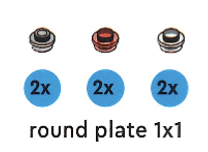 2x 2x 2x
round plate 1x1